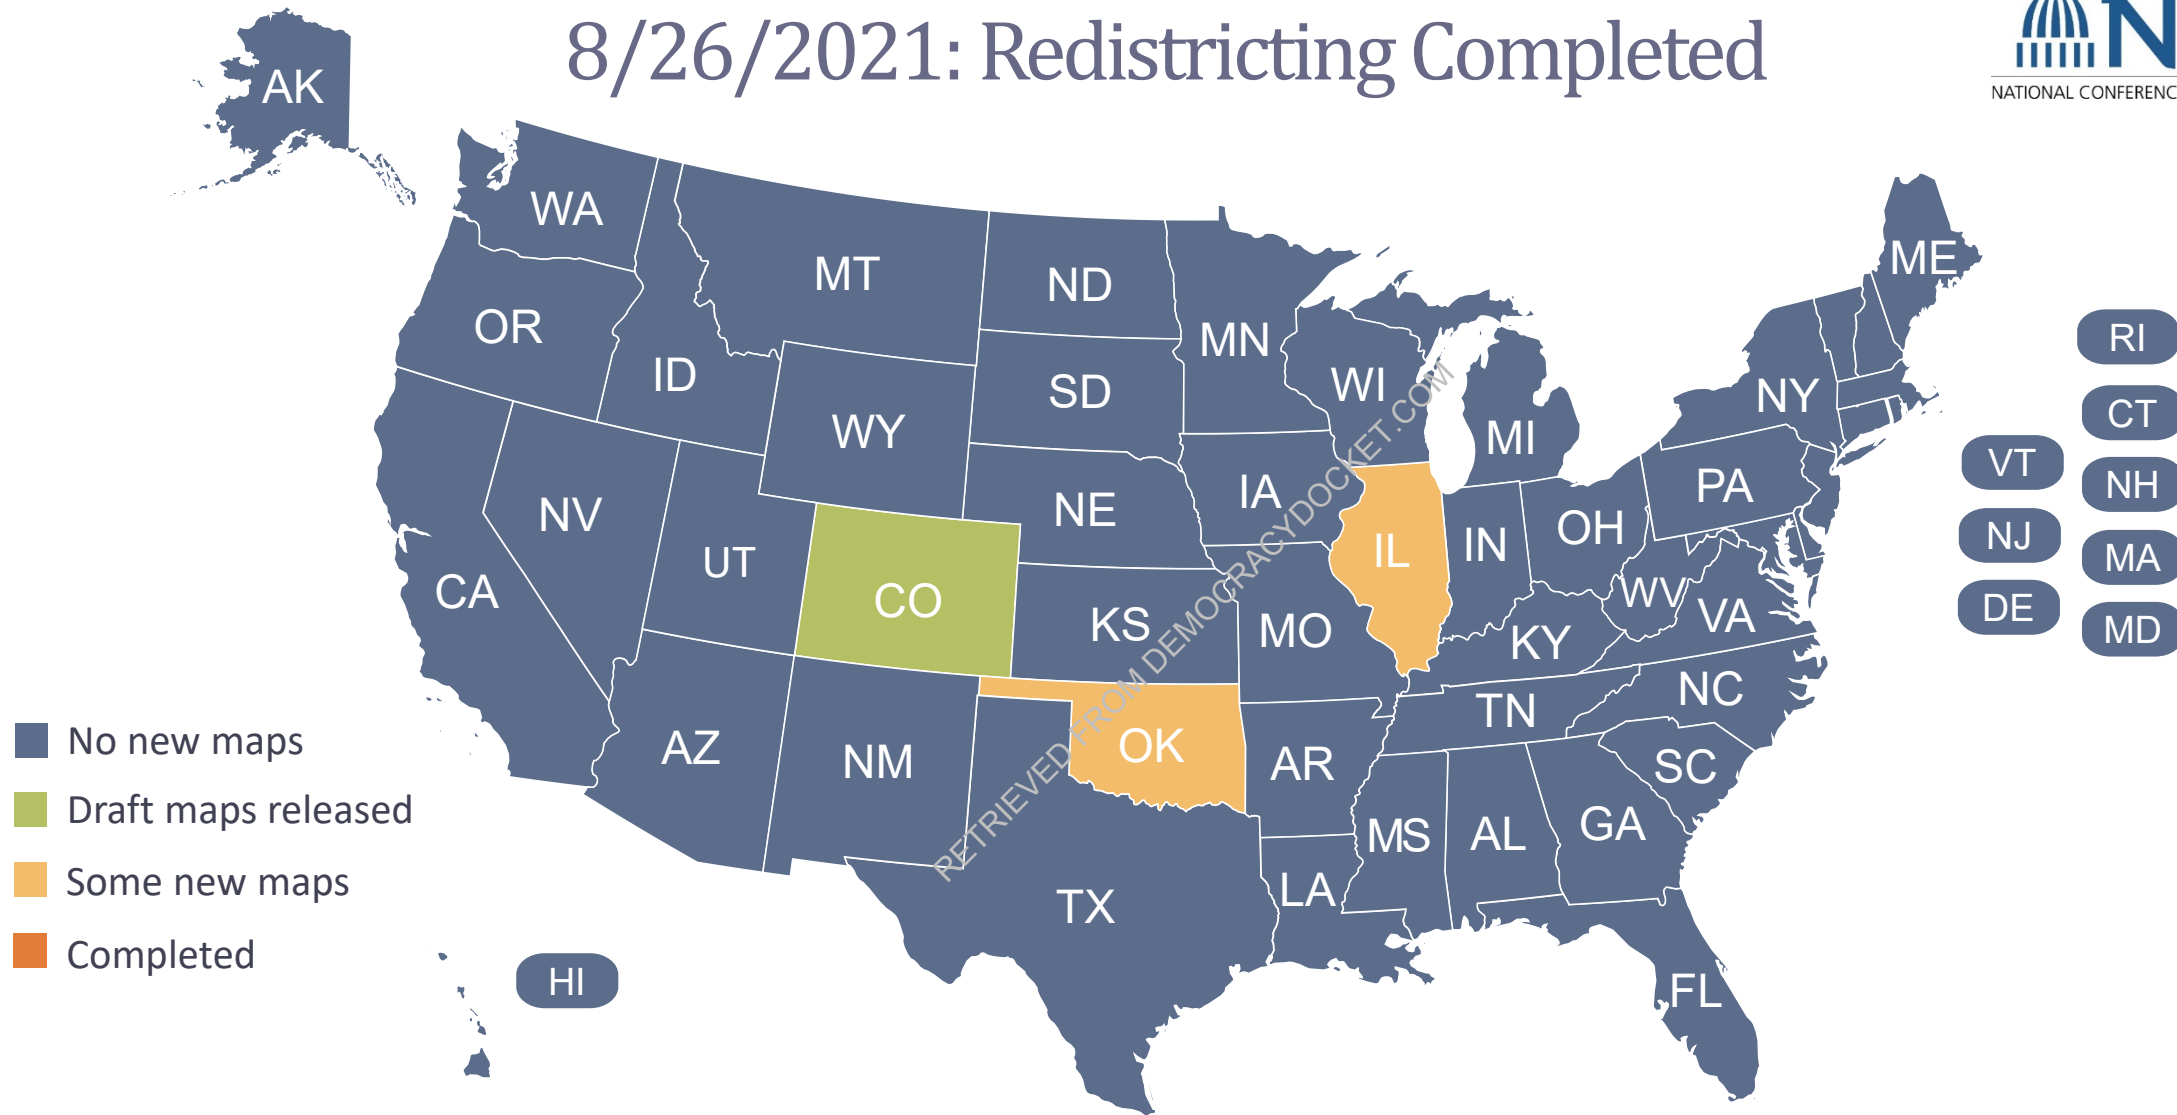 8/26/2021: Redistricting Completed
N
NATIONAL CONFERENC
AK
WA
MT
ND
MN
ME
OR
ID
SD
WI
MI
NY
RI
WY
CT
VT
NH
NV
UT
NE
IA
IL
IN
OH
PA
NJ
MA
CA
CO
KS
MO
KY
WV
VA
DE
MD
AZ
NM
OK
AR
TN
NC
SC
TX
LA
MS
AL
GA
FL
HI
No new maps
Draft maps released
Some new maps
Completed
RETRIEVED FROM DEMOCRACYDOCKET.COM